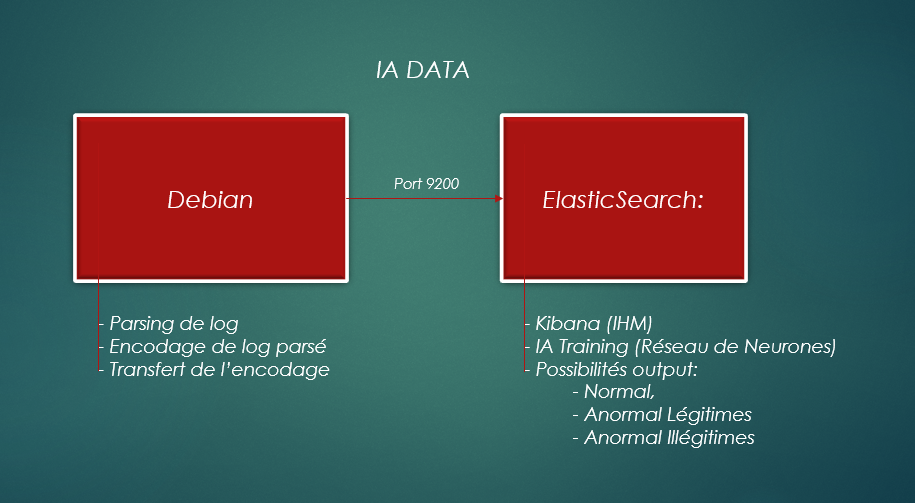 IA DATA
Debian
Port 9200
ElasticSearch:
- Parsing de log
- Encodage de log parsé
- Transfert de l'encodage
- Kibana (IHM)
- IA Training (Réseau de Neurones)
- Possibilités output:
- Normal,
- Anormal Légitimes
- Anormal Illégitimes